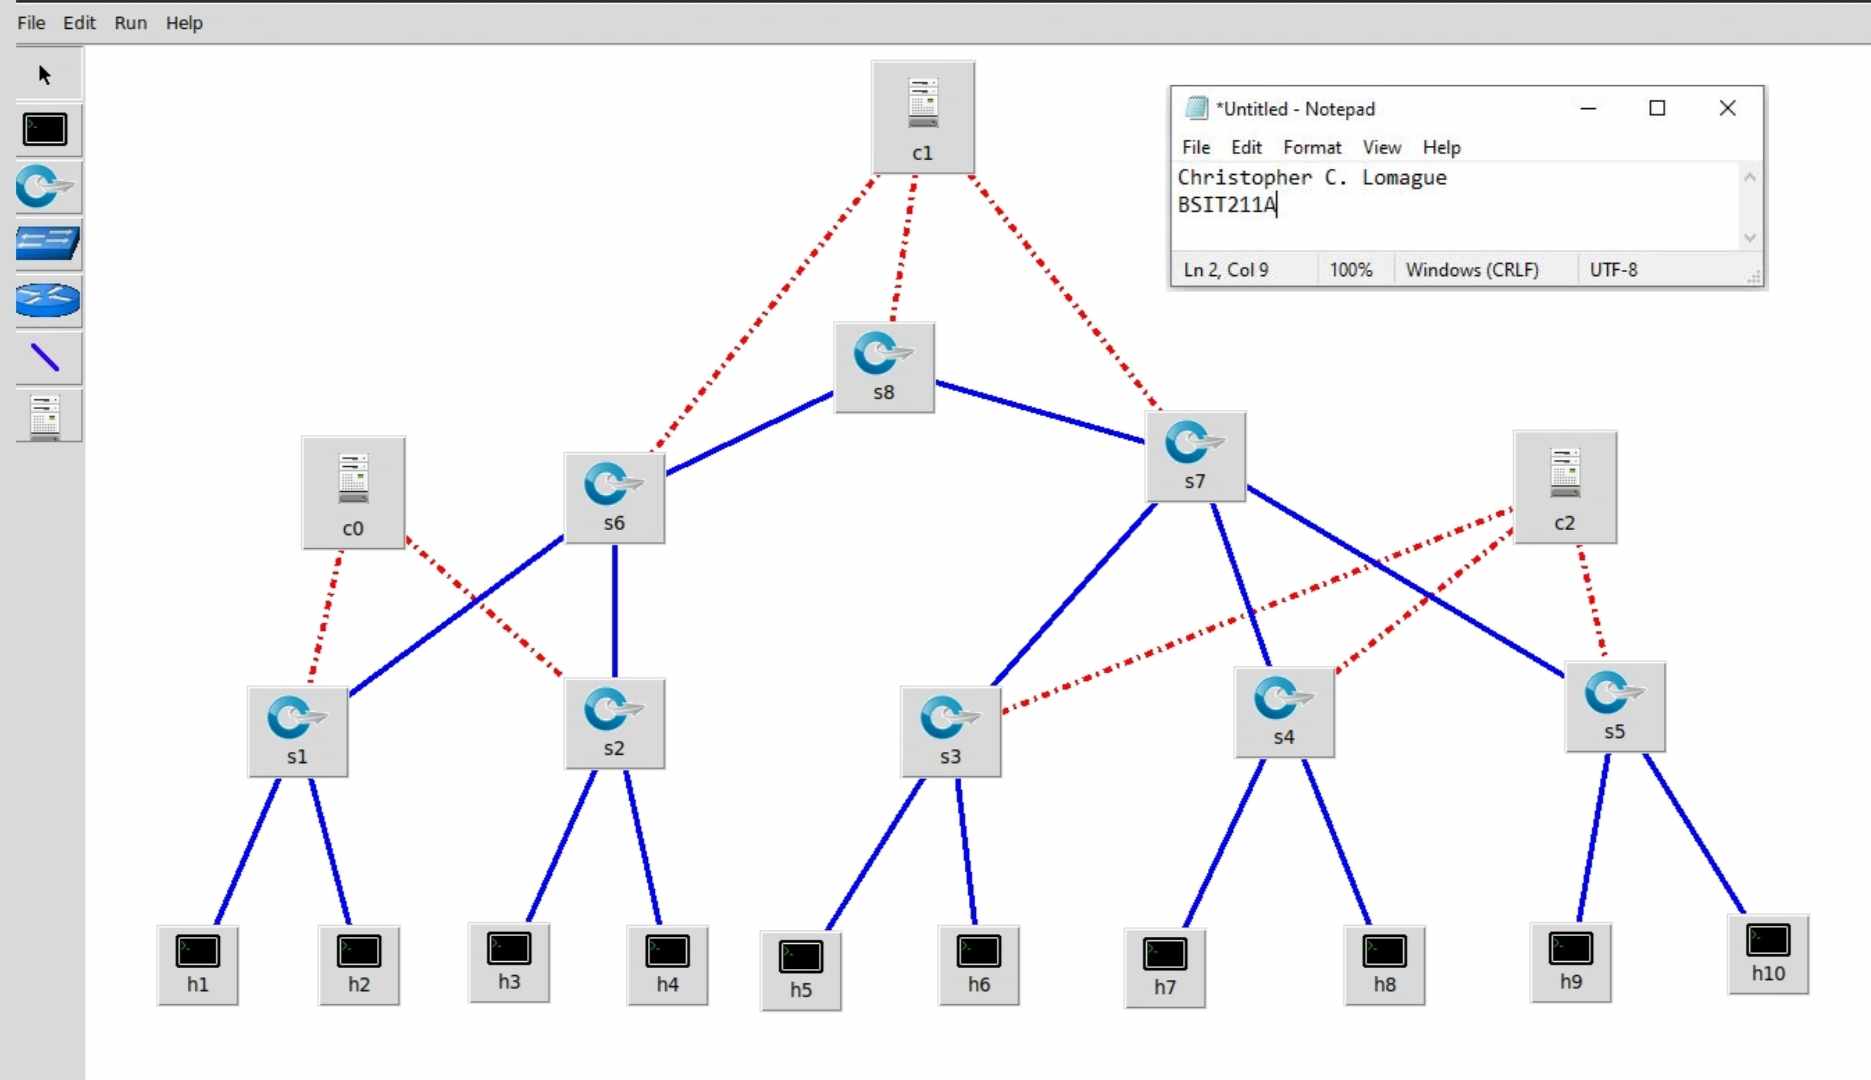 File Edit Run Help
c1
*Untitled - Notepad
File Edit Format View Help
Christopher C. Lomague
BSIT211A
Ln 2, Col 9 100% Windows (CRLF) UTF-8
s8
s7
c0
s6
c2
s1
s2
s3
s4
s5
h1
h2
h3
h4
h5
h6
h7
h8
h9
h10